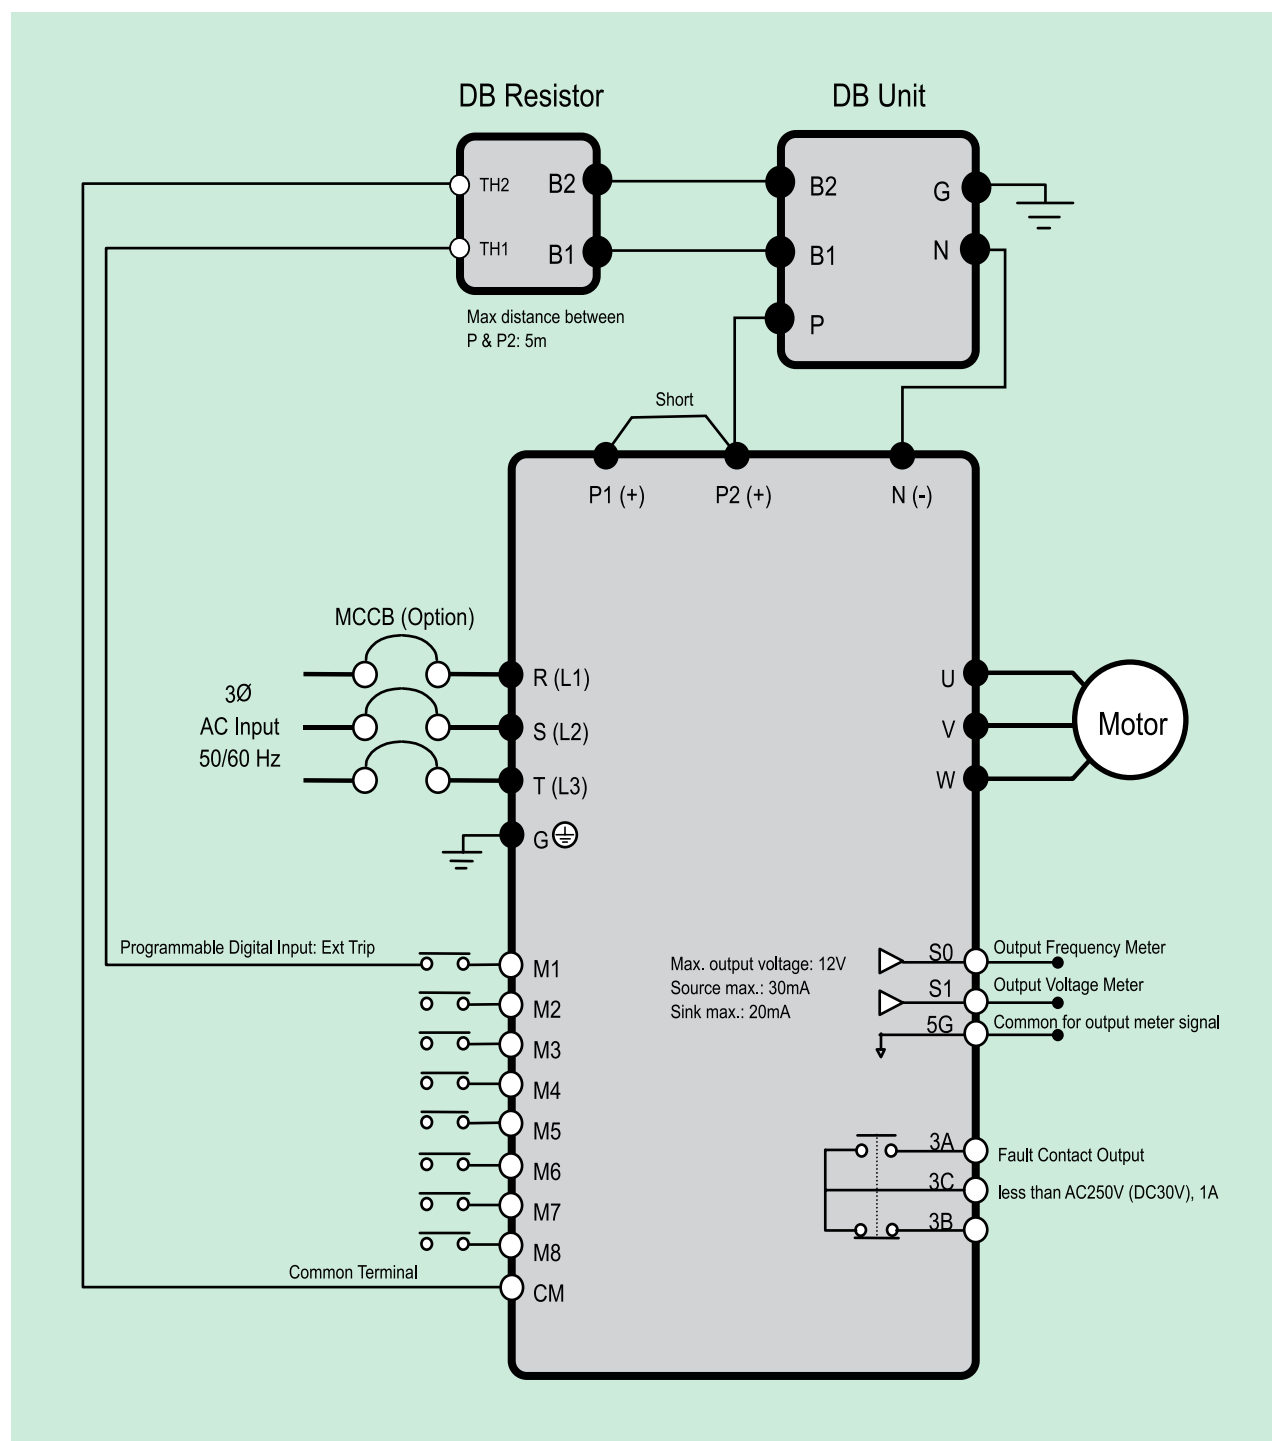 DB Resistor
DB Unit
TH2
B2
B2
G
TH1
B1
B1
N
P
Max distance between
P & P2: 5m
Short
P1 (+)
P2 (+)
N (-)
MCCB (Option)
3Ø
AC Input
50/60 Hz
R (L1)
S (L2)
T (L3)
G
U
V
W
Motor
Programmable Digital Input: Ext Trip
M1
M2
M3
M4
M5
M6
M7
M8
Common Terminal
CM
Max. output voltage: 12V
Source max.: 30mA
Sink max.: 20mA
S0
Output Frequency Meter
S1
Output Voltage Meter
5G
Common for output meter signal
3A
Fault Contact Output
3C
less than AC250V (DC30V), 1A
3B